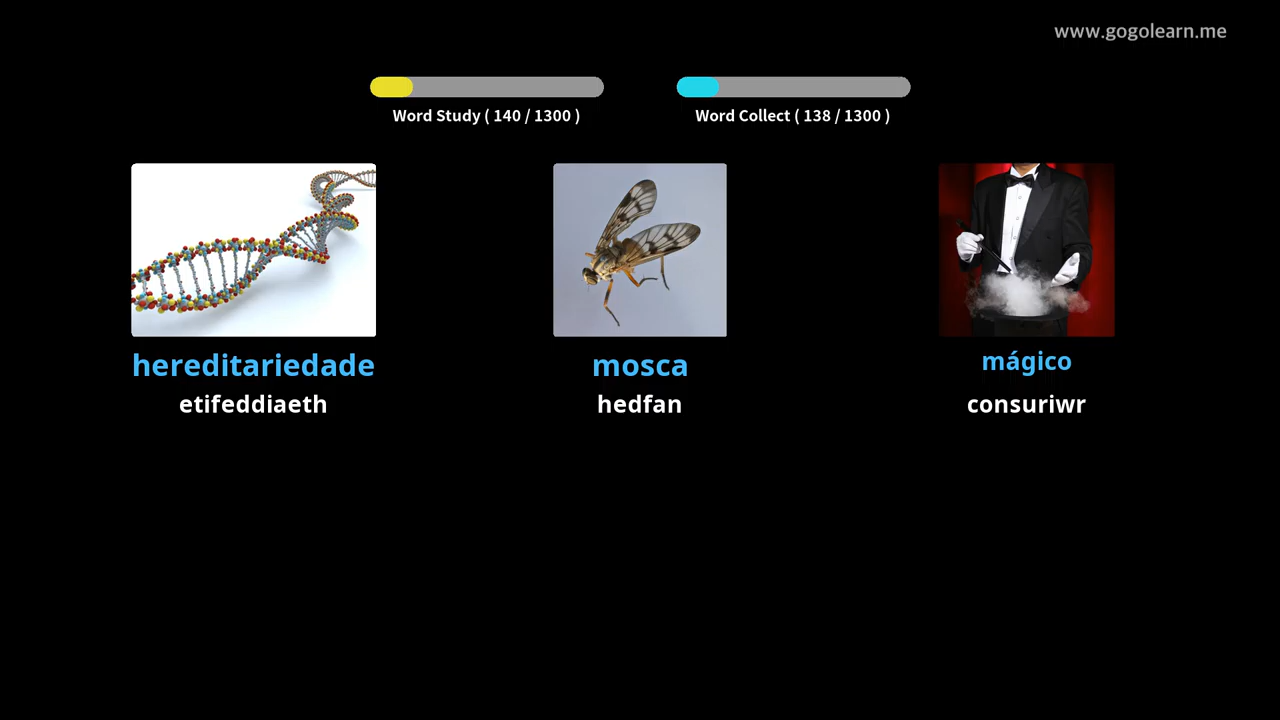 www.gogolearn.me
Word Study ( 140 / 1300 )
Word Collect ( 138 / 1300 )
hereditariedade
etifeddiaeth
mosca
hedfan
mágico
consuriwr